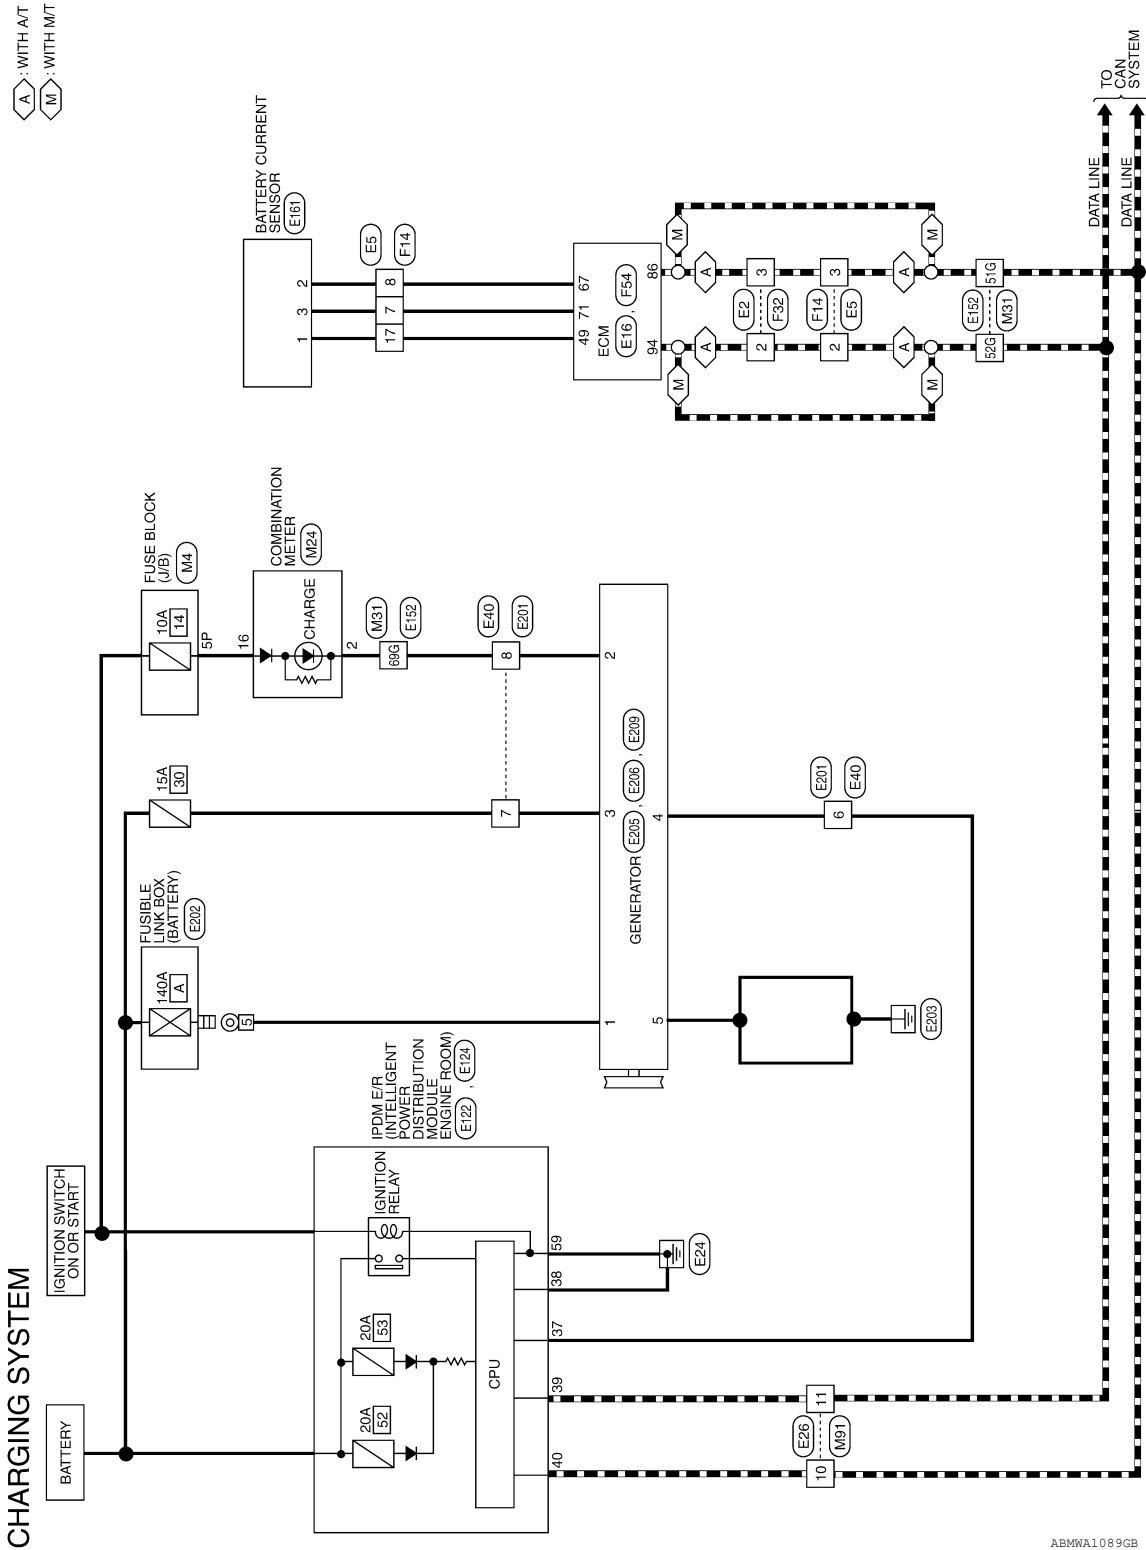 CHARGING SYSTEM
A : WITH A/T
M : WITH M/T
BATTERY
IGNITION SWITCH
ON OR START
FUSIBLE
LINK BOX
(BATTERY)
E202
140A
A
5
15A
30
FUSE BLOCK
(J/B)
M4
10A
14
5P
COMBINATION
METER
M24
16
CHARGE
2
M31
E152
69G
E40
E201
8
7
BATTERY CURRENT
SENSOR
E161
1
3
2
E5
F14
17
7
8
49
71
67
ECM
E16 , F54
94
86
M
M
A
A
E2
F32
2
3
F14
E5
2
3
A
A
M
M
E152
M31
52G
51G
DATA LINE
DATA LINE
TO
CAN
SYSTEM
IPDM E/R
(INTELLIGENT
POWER
DISTRIBUTION
MODULE
ENGINE ROOM)
E122 , E124
IGNITION
RELAY
20A
52
20A
53
CPU
40
39
37
38
59
E24
E26
M91
10
11
1
3
2
GENERATOR E205 , E206 , E209
5
4
E203
E201
E40
6
ABMWA1089GB